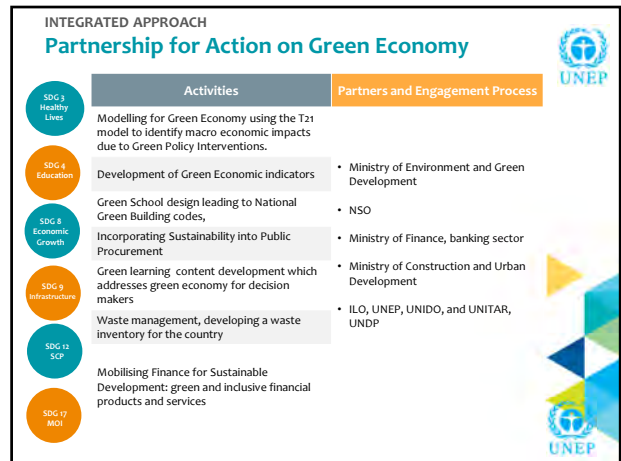 INTEGRATED APPROACH
Partnership for Action on Green Economy
UNEP
SDG 3
Healthy
Lives
SDG 4
Education
SDG 8
Economic
Growth
SDG 9
Infrastructure
SDG 12
SCP
SDG 17
MOI
Activities
Modelling for Green Economy using the T21
model to identify macro economic impacts
due to Green Policy Interventions.
Development of Green Economic indicators
Green School design leading to National
Green Building codes,
Incorporating Sustainability into Public
Procurement
Green learning content development which
addresses green economy for decision
makers
Waste management, developing a waste
inventory for the country
Mobilising Finance for Sustainable
Development: green and inclusive financial
products and services
Partners and Engagement Process
• Ministry of Environment and Green
Development
• NSO
• Ministry of Finance, banking sector
• Ministry of Construction and Urban
Development
• ILO, UNEP, UNIDO, and UNITAR,
UNDP
UNEP